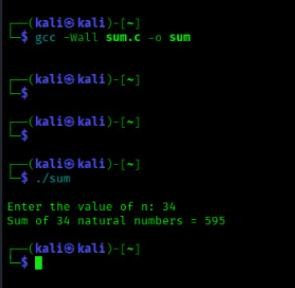 ┌──(kali㉿kali)-[~]
└─$ gcc -Wall sum.c -o sum
┌──(kali㉿kali)-[~]
└─$
┌──(kali㉿kali)-[~]
└─$
┌──(kali㉿kali)-[~]
└─$ ./sum
Enter the value of n: 34
Sum of 34 natural numbers = 595
┌──(kali㉿kali)-[~]
└─$